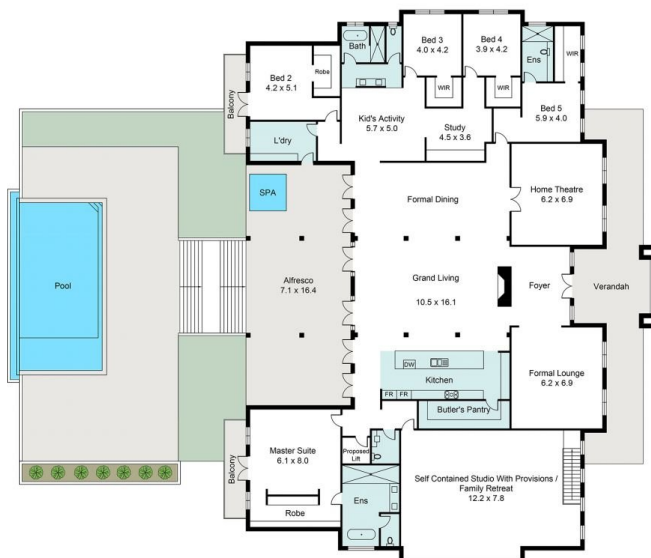 Bath
Bed 3
4.0 x 4.2
Bed 4
3.9 x 4.2
Ens
WIR
Bed 2
4.2 x 5.1
Robe
Balcony
WIR
WIR
Bed 5
5.9 x 4.0
Kid's Activity
5.7 x 5.0
Study
4.5 x 3.6
L'dry
SPA
Formal Dining
Home Theatre
6.2 x 6.9
Pool
Alfresco
7.1 x 16.4
Grand Living
10.5 x 16.1
Foyer
Verandah
DW
Kitchen
FR
FR
Formal Lounge
6.2 x 6.9
Butler's Pantry
Master Suite
6.1 x 8.0
Balcony
Proposed
Lift
Robe
Ens
Self Contained Studio With Provisions /
Family Retreat
12.2 x 7.8